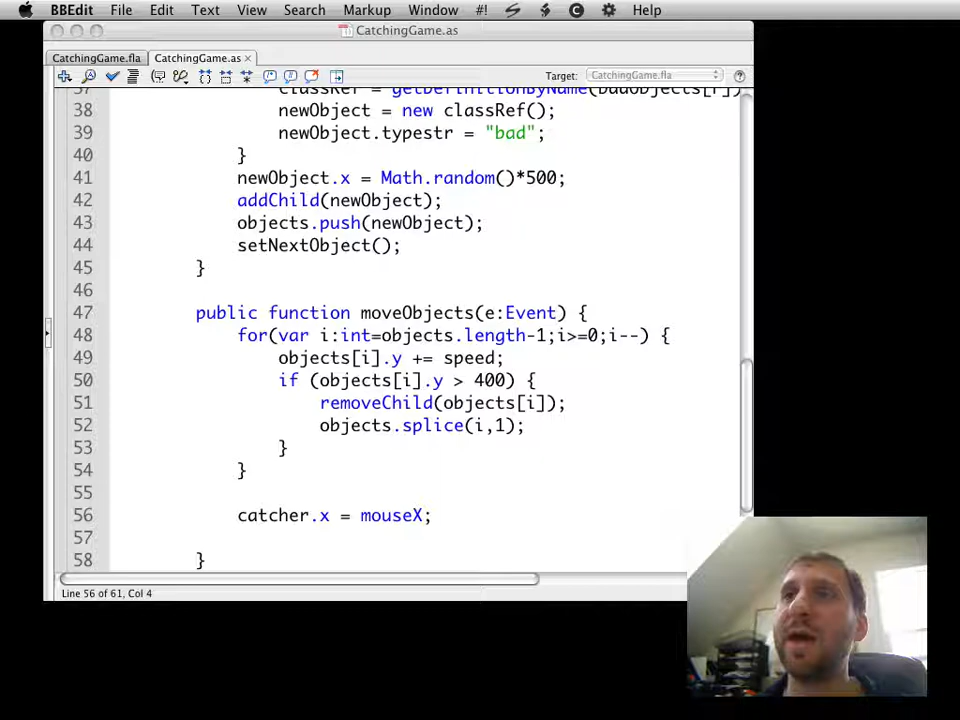 BBEdit File Edit Text View Search Markup Window #! Help
CatchingGame.as
CatchingGame.fla CatchingGame.as ×
Target: CatchingGame.fla
37 classRef = getDefinitionByName(badObjects[r])
38 newObject = new classRef();
39 newObject.typestr = "bad";
40 }
41 newObject.x = Math.random()*500;
42 addChild(newObject);
43 objects.push(newObject);
44 setNextObject();
45 }
46
47 public function moveObjects(e:Event) {
48 for(var i:int=objects.length-1;i>=0;i--) {
49 objects[i].y += speed;
50 if (objects[i].y > 400) {
51 removeChild(objects[i]);
52 objects.splice(i,1);
53 }
54 }
55
56 catcher.x = mouseX;
57
58 }
Line 56 of 61, Col 4